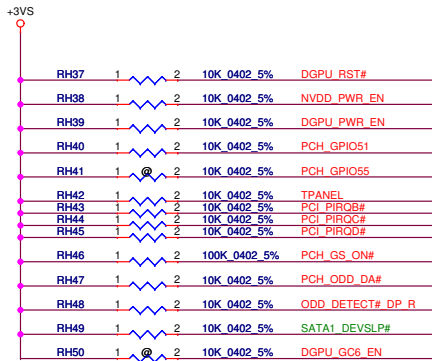 +3VS
RH37 1 2 10K_0402_5% DGPU_RST#
RH38 1 2 10K_0402_5% NVDD_PWR_EN
RH39 1 2 10K_0402_5% DGPU_PWR_EN
RH40 1 2 10K_0402_5% PCH_GPIO51
RH41 1 @ 2 10K_0402_5% PCH_GPIO55
RH42 1 2 10K_0402_5% TPANEL
RH43 1 2 10K_0402_5% PCI_PIRQB#
RH44 1 2 10K_0402_5% PCI_PIRQC#
RH45 1 2 10K_0402_5% PCI_PIRQD#
RH46 1 2 100K_0402_5% PCH_GS_ON#
RH47 1 2 10K_0402_5% PCH_ODD_DA#
RH48 1 2 10K_0402_5% ODD_DETECT#_DP_R
RH49 1 2 10K_0402_5% SATA1_DEVSLP#
RH50 1 @ 2 10K_0402_5% DGPU_GC6_EN